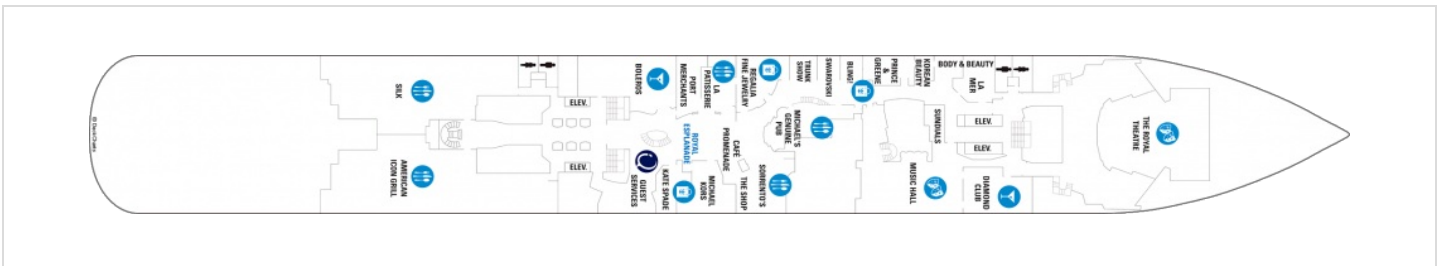 SILK
AMERICAN
ICON GRILL
ELEV.
ELEV.
BOLEROS
GUEST
SERVICES
KATE SPADE
PORT
MERCHANTS
ROYAL
ESPLANADE
MICHAEL
KORS
LA
PATISSERIE
CAFÉ
PROMENADE
THE SHOP
REGALIA
FINE JEWELRY
SORRENTO'S
MICHAEL'S
GENUINE
PUB
TRUNK
SHOW
SWAROVSKI
BLING!
PRINCE
&
GREENE
KOREAN
BEAUTY
BODY & BEAUTY
LA
MER
SUNDIALS
MUSIC HALL
ELEV.
ELEV.
DIAMOND
CLUB
THE ROYAL
THEATRE